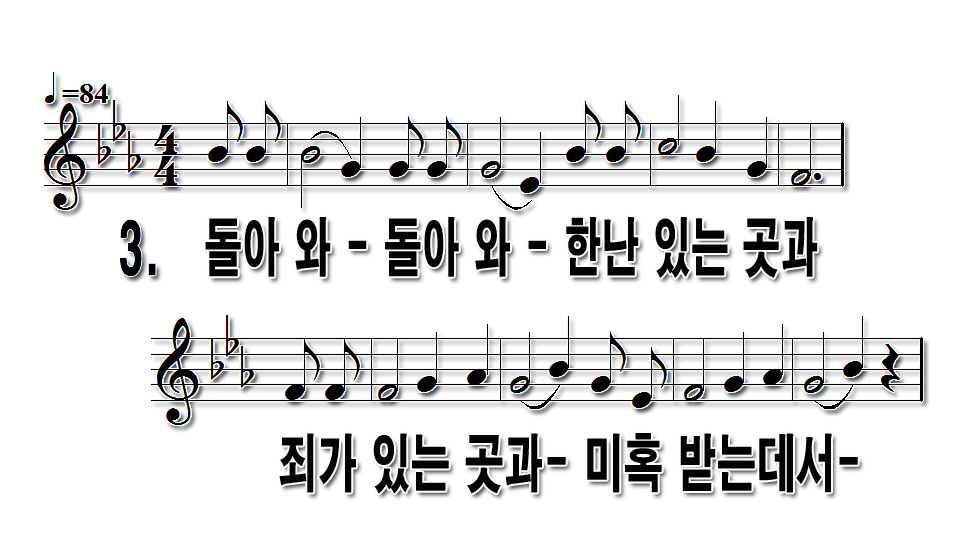 =84
4
4
3. 돌아 와 - 돌아 와 - 한난 있는 곳과
죄가 있는 곳과- 미혹 받는데서-